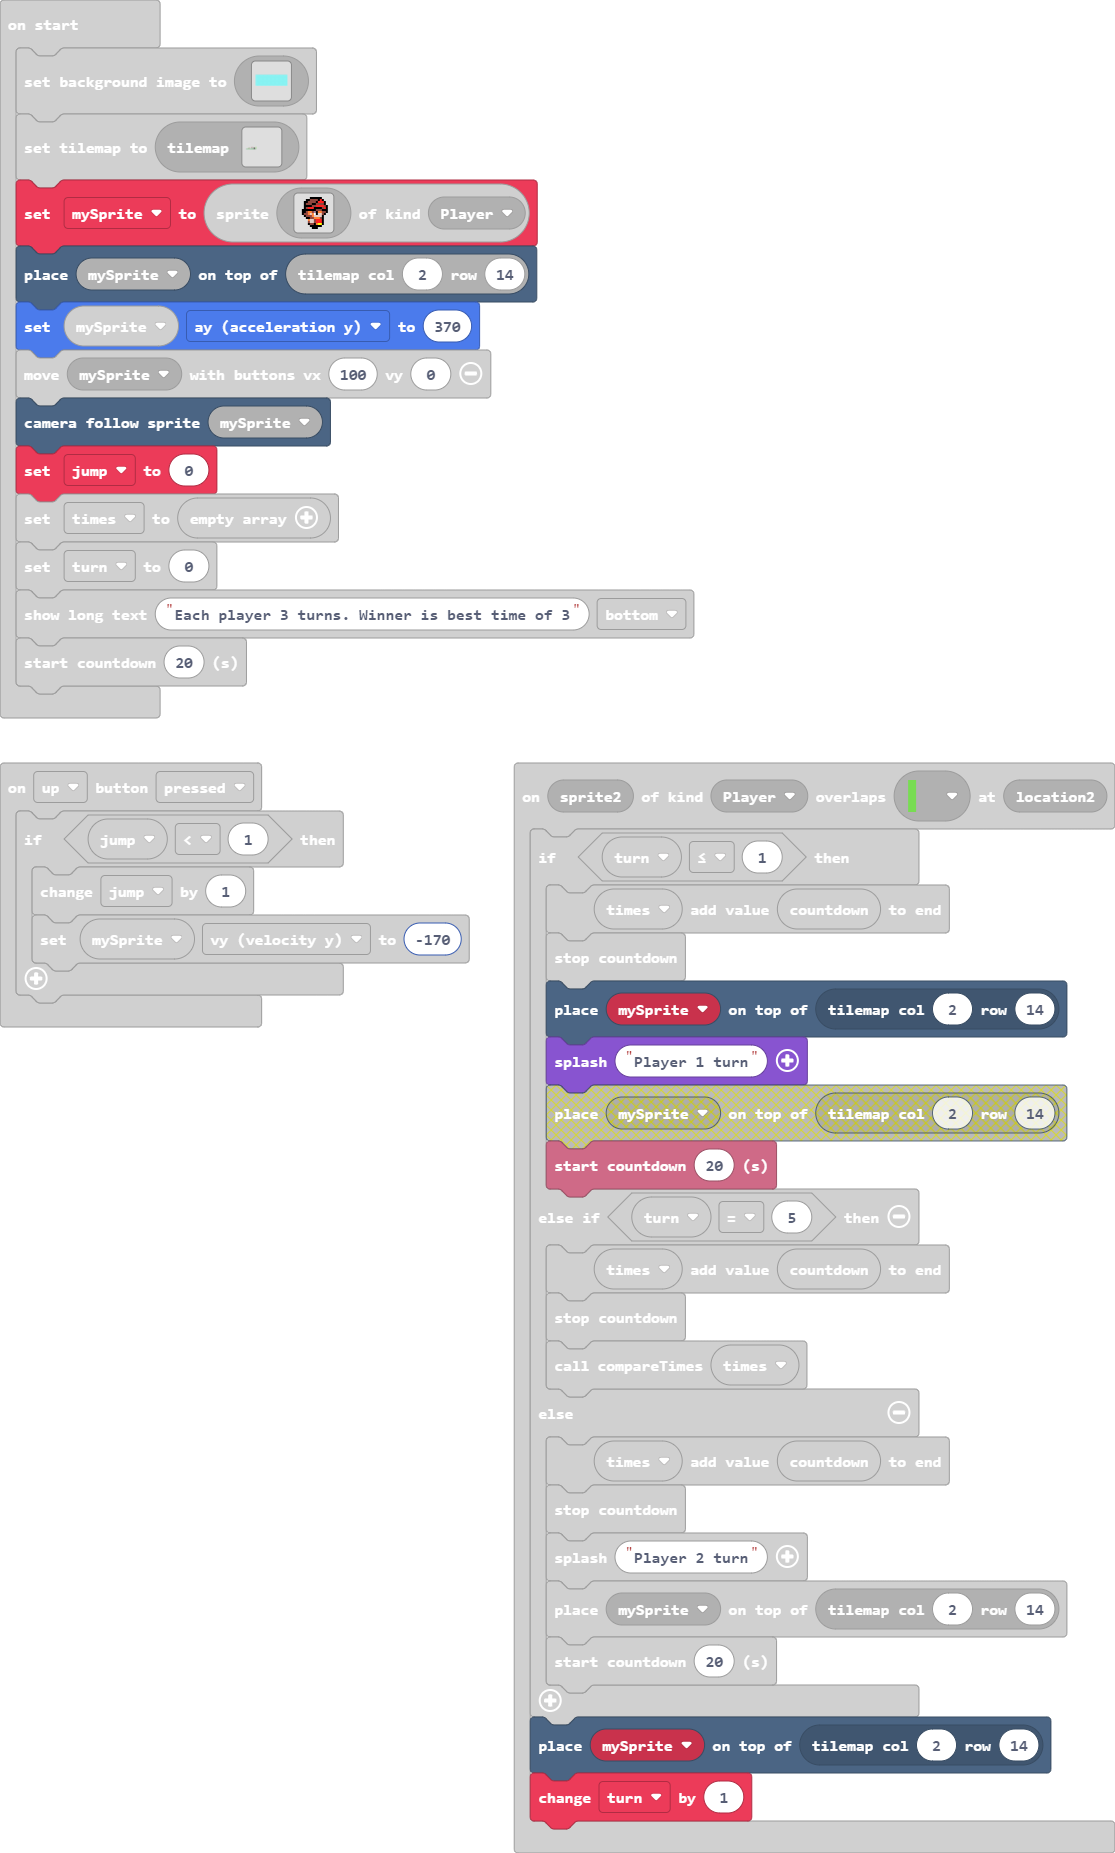 on start
set background image to
set tilemap to tilemap
set mySprite to sprite of kind Player
place mySprite on top of tilemap col 2 row 14
set mySprite ay (acceleration y) to 370
move mySprite with buttons vx 100 vy 0
camera follow sprite mySprite
set jump to 0
set times to empty array
set turn to 0
show long text "Each player 3 turns. Winner is best time of 3" bottom
start countdown 20 (s)
on up button pressed
if jump < 1 then
change jump by 1
set mySprite vy (velocity y) to -170
on sprite2 of kind Player overlaps at location2
if turn ≤ 1 then
times add value countdown to end
stop countdown
place mySprite on top of tilemap col 2 row 14
splash "Player 1 turn"
place mySprite on top of tilemap col 2 row 14
start countdown 20 (s)
else if turn = 5 then
times add value countdown to end
stop countdown
call compareTimes times
else
times add value countdown to end
stop countdown
splash "Player 2 turn"
place mySprite on top of tilemap col 2 row 14
start countdown 20 (s)
place mySprite on top of tilemap col 2 row 14
change turn by 1